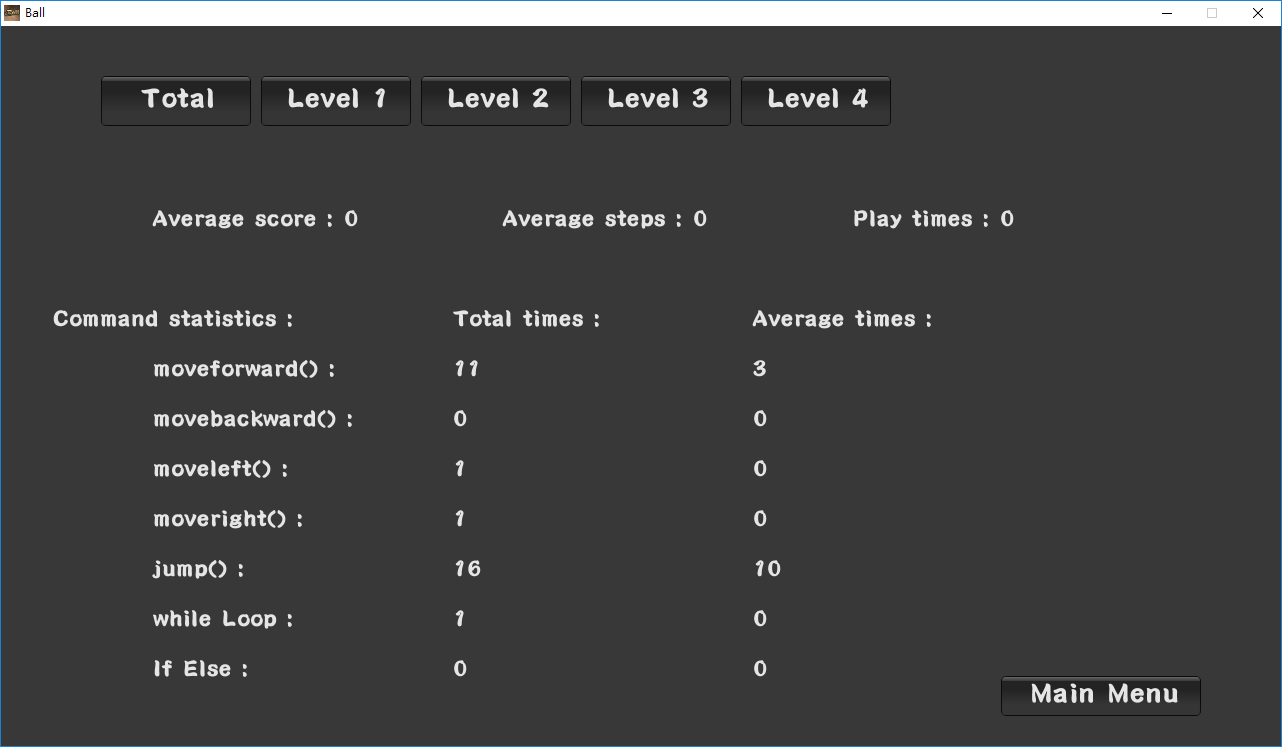 Ball
Total Level 1 Level 2 Level 3 Level 4
Average score : 0 Average steps : 0 Play times : 0
Command statistics : Total times : Average times :
moveforward() : 11 3
movebackward() : 0 0
moveleft() : 1 0
moveright() : 1 0
jump() : 16 10
while Loop : 1 0
If Else : 0 0
Main Menu